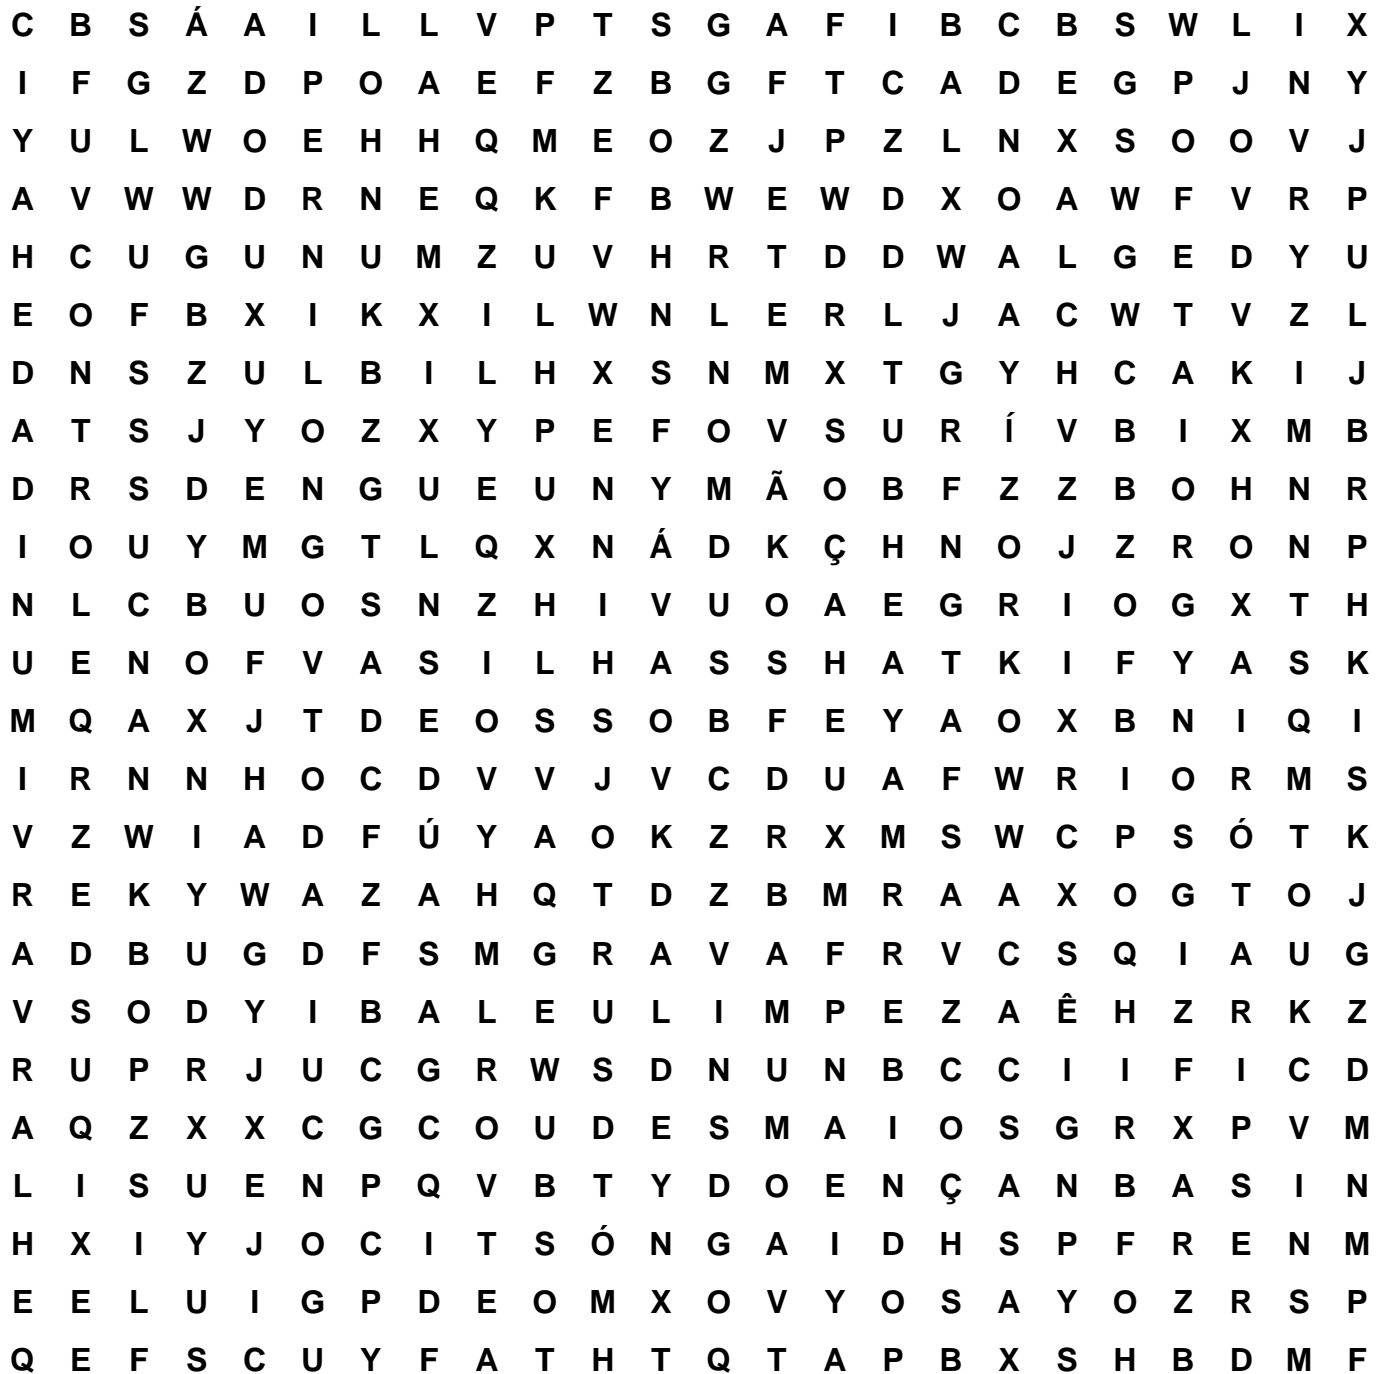 C B S Á A I L L V P T S G A F I B C B S W L I X
I F G Z D P O A E F Z B G F T C A D E G P J N Y
Y U L W O E H H Q M E O Z J P Z L N X S O O V J
A V W W D R N E Q K F B W E W D X O A W F V R P
H C U G U N U M Z U V H R T D D W A L G E D Y U
E O F B X I K X I L W N L E R L J A C W T V Z L
D N S Z U L B I L H X S N M X T G Y H C A K I J
A T S J Y O Z X Y P E F O V S U R Í V B I X M B
D R S D E N G U E U N Y M Ã O B F Z Z B O H N R
I O U Y M G T L Q X N Á D K Ç H N O J Z R O N P
N L C B U O S N Z H I V U O A E G R I O G X T H
U E N O F V A S I L H A S S H A T K I F Y A S K
M Q A X J T D E O S S O B F E Y A O X B N I Q I
I R N N H O C D V V J V C D U A F W R I O R M S
V Z W I A D F Ú Y A O K Z R X M S W C P S Ó T K
R E K Y W A Z A H Q T D Z B M R A A X O G T O J
A D B U G D F S M G R A V A F R V C S Q I A U G
V S O D Y I B A L E U L I M P E Z A Ê H Z R K Z
R U P R J U C G R W S D N U N B C C I I F I C D
A Q Z X X C G C O U D E S M A I O S G R X P V M
L I S U E N P Q V B T Y D O E N Ç A N B A S I N
H X I Y J O C I T S Ó N G A I D H S P F R E N M
E E L U I G P D E O M X O V Y O S A Y O Z R S P
Q E F S C U Y F A T H T Q T A P B X S H B D M F